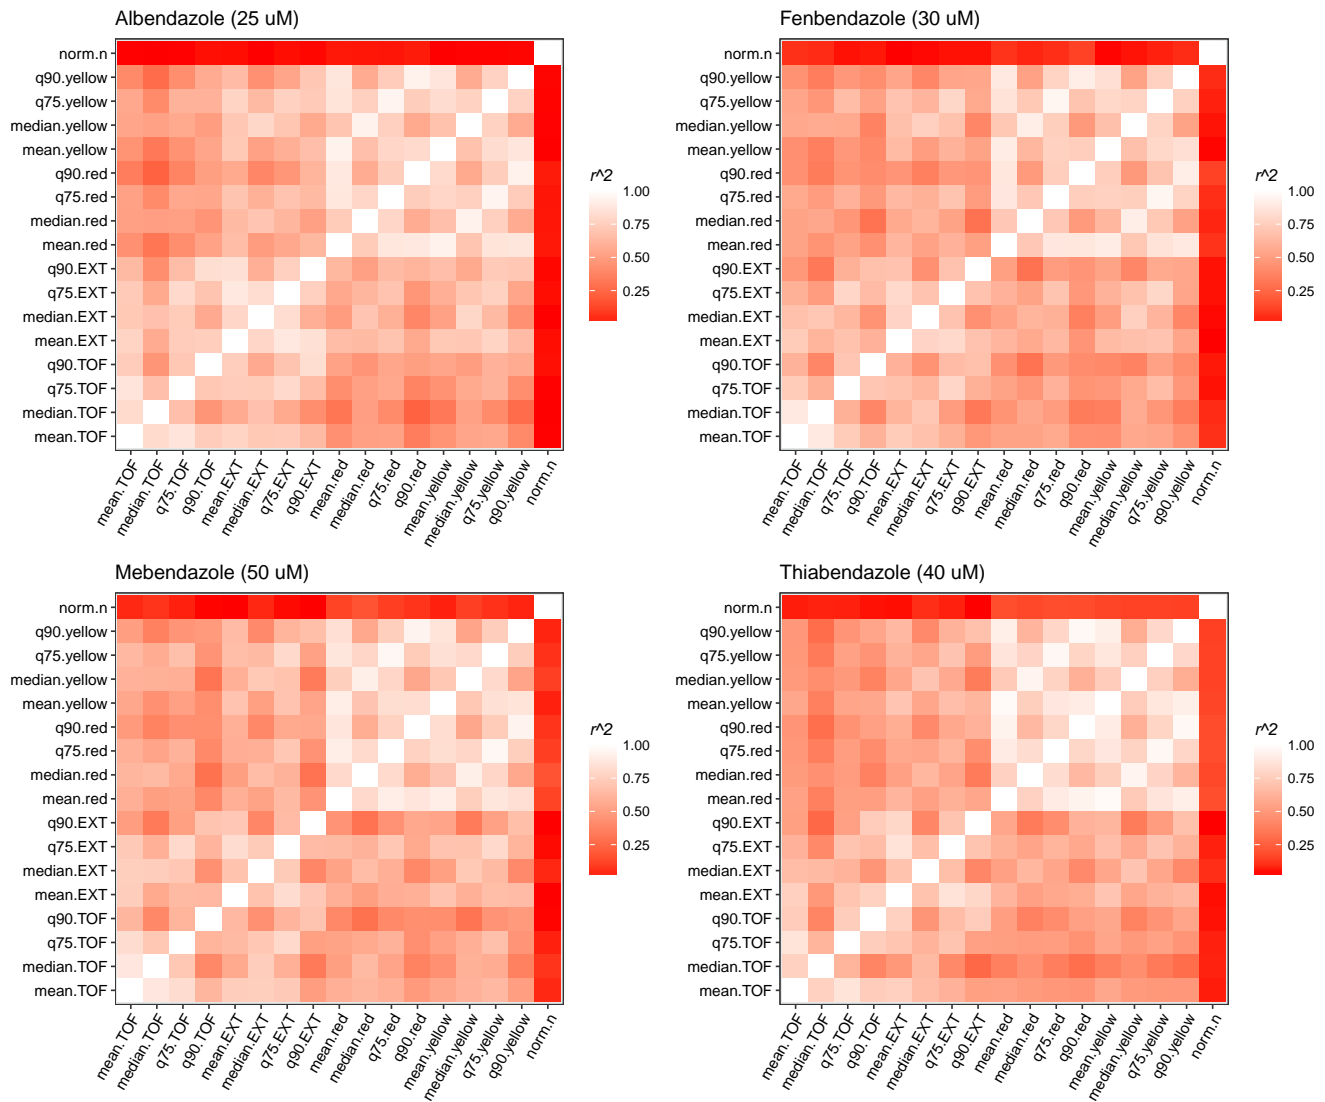 Albendazole (25 uM)
norm.n
q90.yellow
q75.yellow
median.yellow
mean.yellow
q90.red
q75.red
median.red
mean.red
q90.EXT
q75.EXT
median.EXT
mean.EXT
q90.TOF
q75.TOF
median.TOF
mean.TOF
mean.TOF
median.TOF
q75.TOF
q90.TOF
mean.EXT
median.EXT
q75.EXT
q90.EXT
mean.red
median.red
q75.red
q90.red
mean.yellow
median.yellow
q75.yellow
q90.yellow
norm.n
r^2
1.00
0.75
0.50
0.25
Fenbendazole (30 uM)
norm.n
q90.yellow
q75.yellow
median.yellow
mean.yellow
q90.red
q75.red
median.red
mean.red
q90.EXT
q75.EXT
median.EXT
mean.EXT
q90.TOF
q75.TOF
median.TOF
mean.TOF
mean.TOF
median.TOF
q75.TOF
q90.TOF
mean.EXT
median.EXT
q75.EXT
q90.EXT
mean.red
median.red
q75.red
q90.red
mean.yellow
median.yellow
q75.yellow
q90.yellow
norm.n
r^2
1.00
0.75
0.50
0.25
Mebendazole (50 uM)
norm.n
q90.yellow
q75.yellow
median.yellow
mean.yellow
q90.red
q75.red
median.red
mean.red
q90.EXT
q75.EXT
median.EXT
mean.EXT
q90.TOF
q75.TOF
median.TOF
mean.TOF
mean.TOF
median.TOF
q75.TOF
q90.TOF
mean.EXT
median.EXT
q75.EXT
q90.EXT
mean.red
median.red
q75.red
q90.red
mean.yellow
median.yellow
q75.yellow
q90.yellow
norm.n
r^2
1.00
0.75
0.50
0.25
Thiabendazole (40 uM)
norm.n
q90.yellow
q75.yellow
median.yellow
mean.yellow
q90.red
q75.red
median.red
mean.red
q90.EXT
q75.EXT
median.EXT
mean.EXT
q90.TOF
q75.TOF
median.TOF
mean.TOF
mean.TOF
median.TOF
q75.TOF
q90.TOF
mean.EXT
median.EXT
q75.EXT
q90.EXT
mean.red
median.red
q75.red
q90.red
mean.yellow
median.yellow
q75.yellow
q90.yellow
norm.n
r^2
1.00
0.75
0.50
0.25